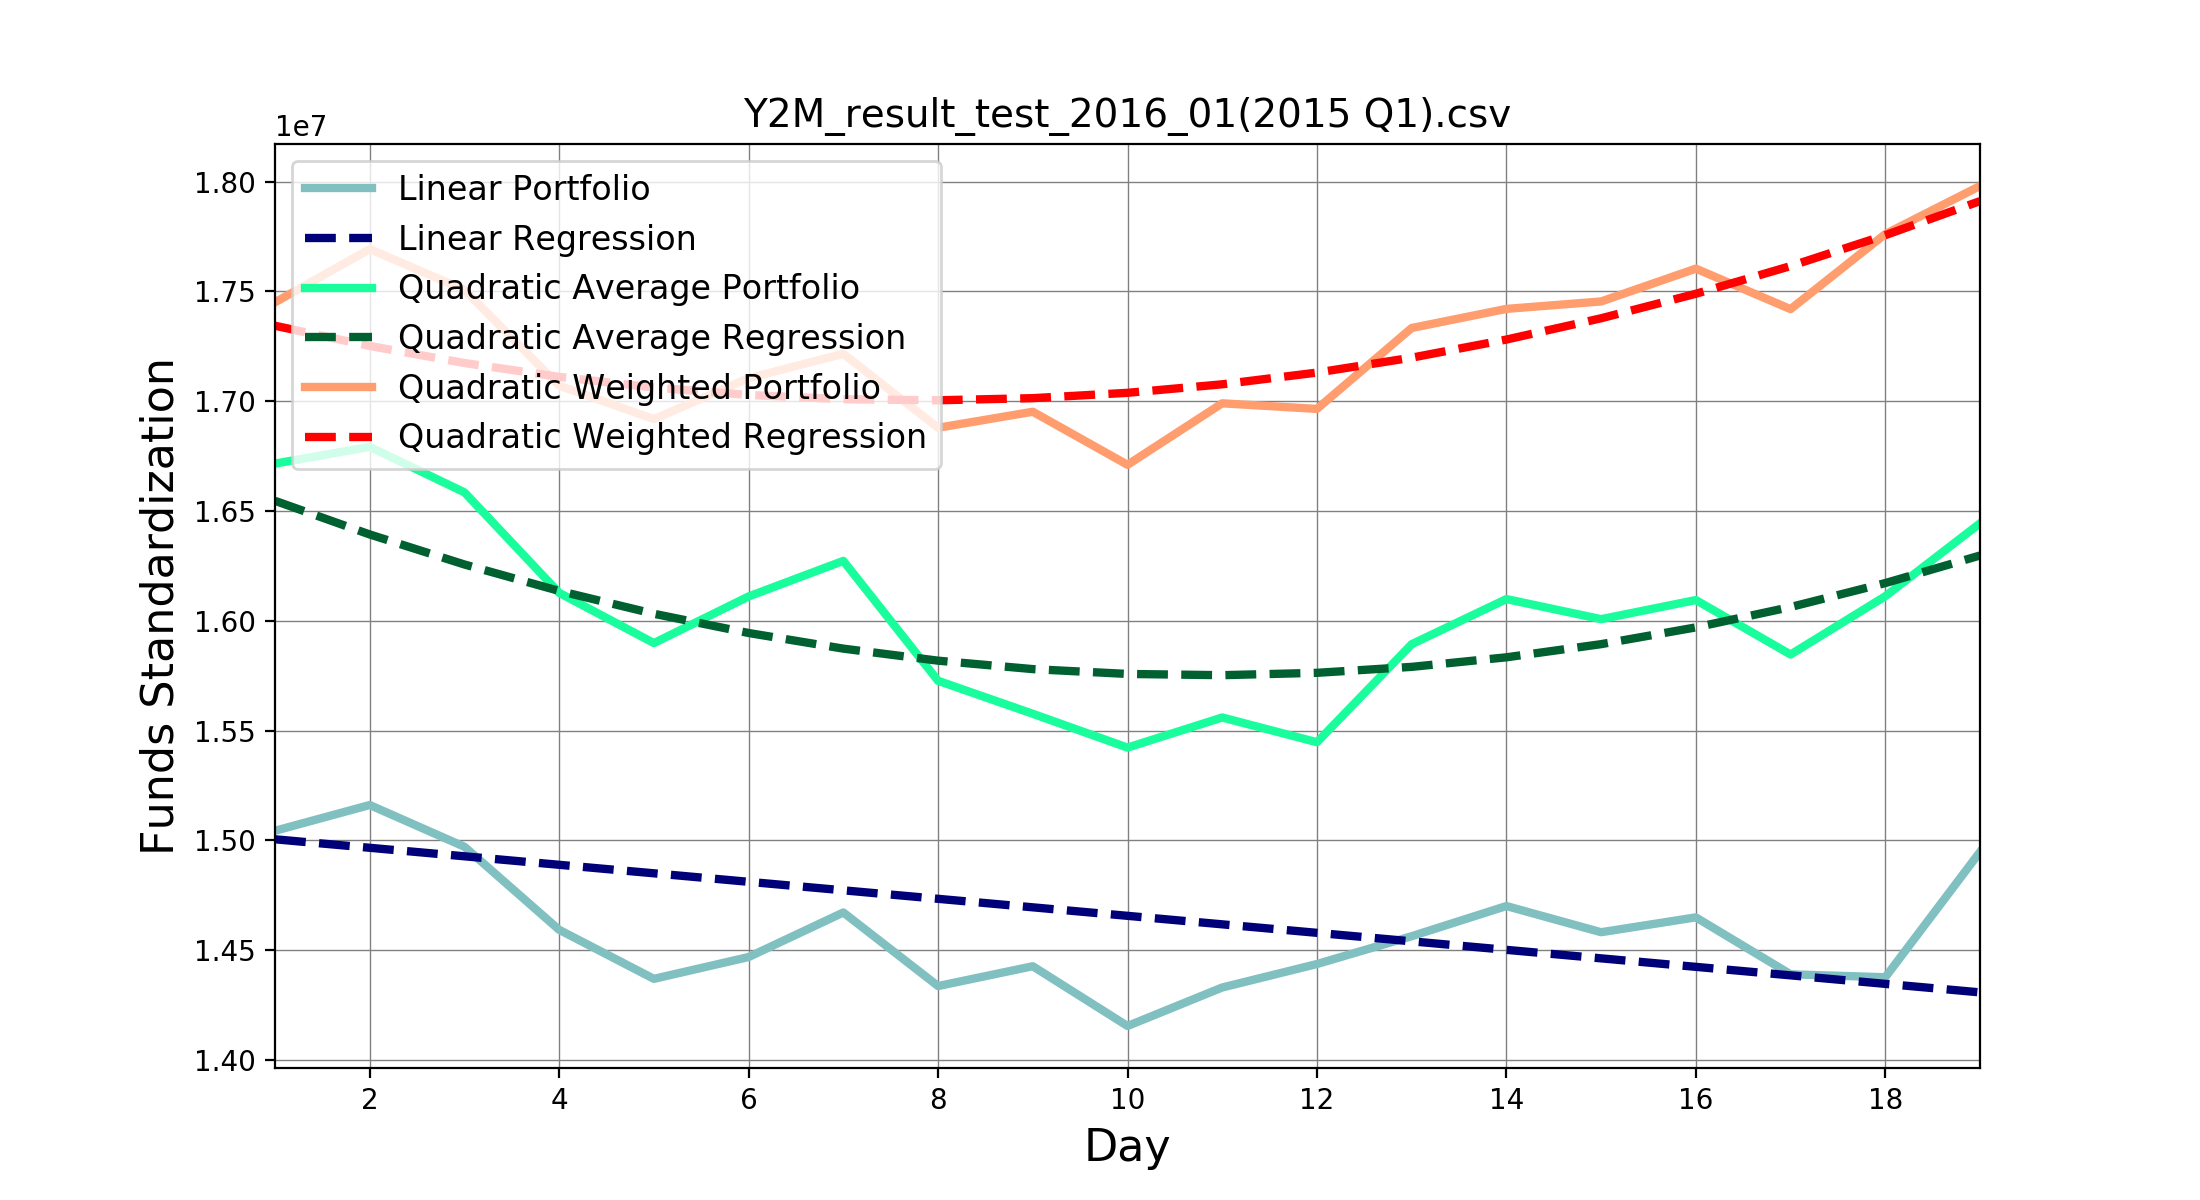 Y2M_result_test_2016_01(2015 Q1).csv
1e7
Linear Portfolio
Linear Regression
Quadratic Average Portfolio
Quadratic Average Regression
Quadratic Weighted Portfolio
Quadratic Weighted Regression
1.80
1.75
1.70
1.65
1.60
1.55
1.50
1.45
1.40
Funds Standardization
2 4 6 8 10 12 14 16 18
Day